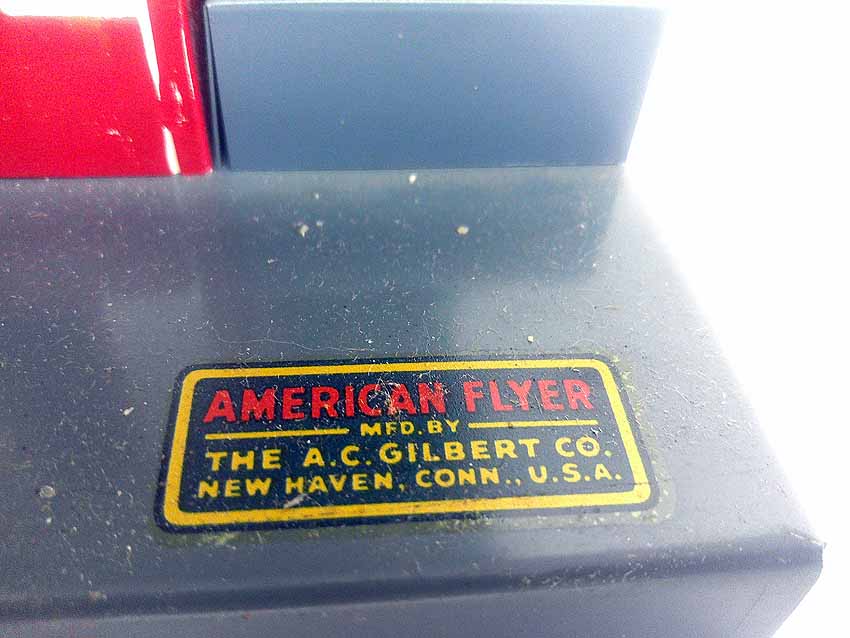 AMERICAN FLYER
MFD. BY
THE A.C. GILBERT CO.
NEW HAVEN, CONN., U.S.A.